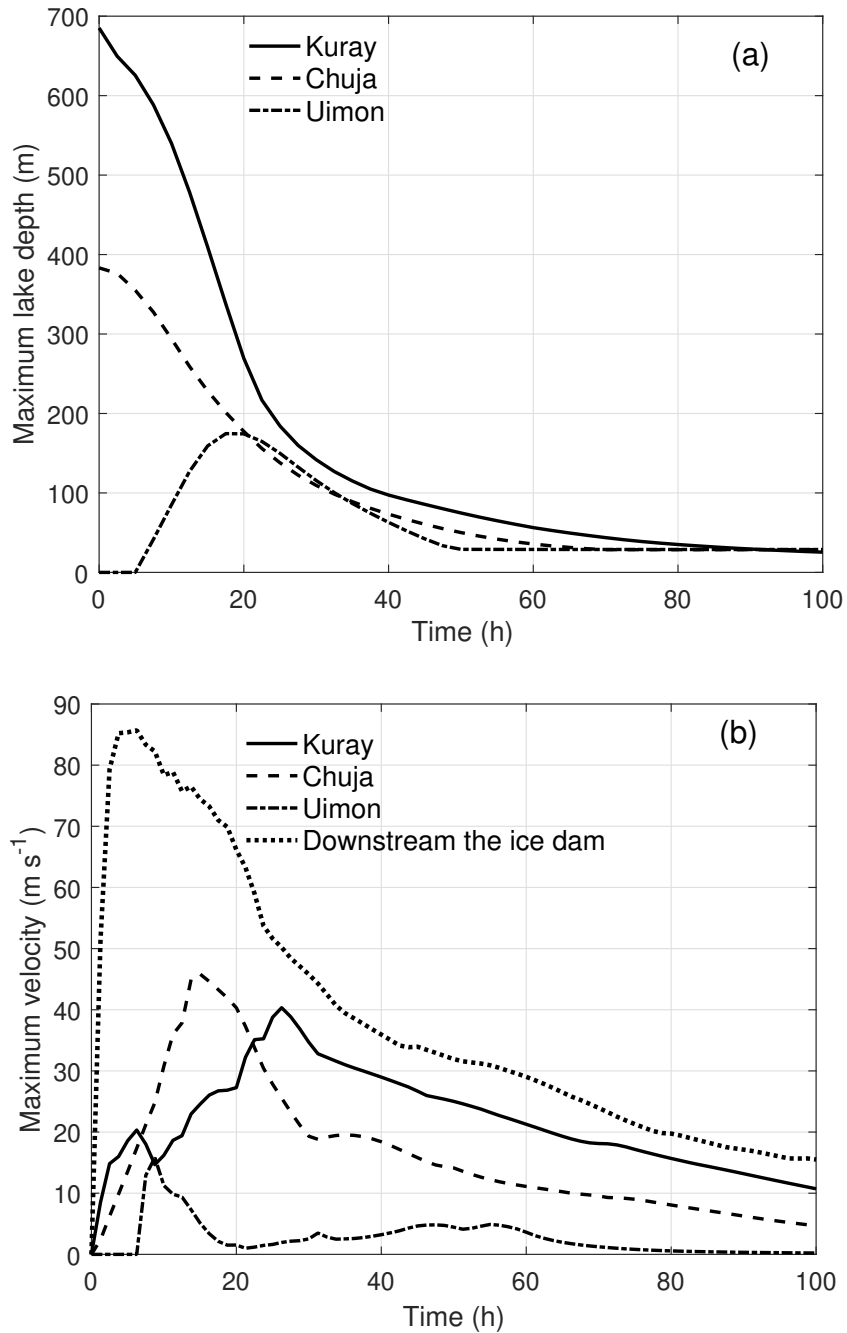 700
600
500
400
300
200
100
0
Maximum lake depth (m)
Kuray
Chuja
Uimon
(a)
0 20 40 60 80 100
Time (h)
90
80
70
60
50
40
30
20
10
0
Maximum velocity (m s-1)
Kuray
Chuja
Uimon
Downstream the ice dam
(b)
0 20 40 60 80 100
Time (h)